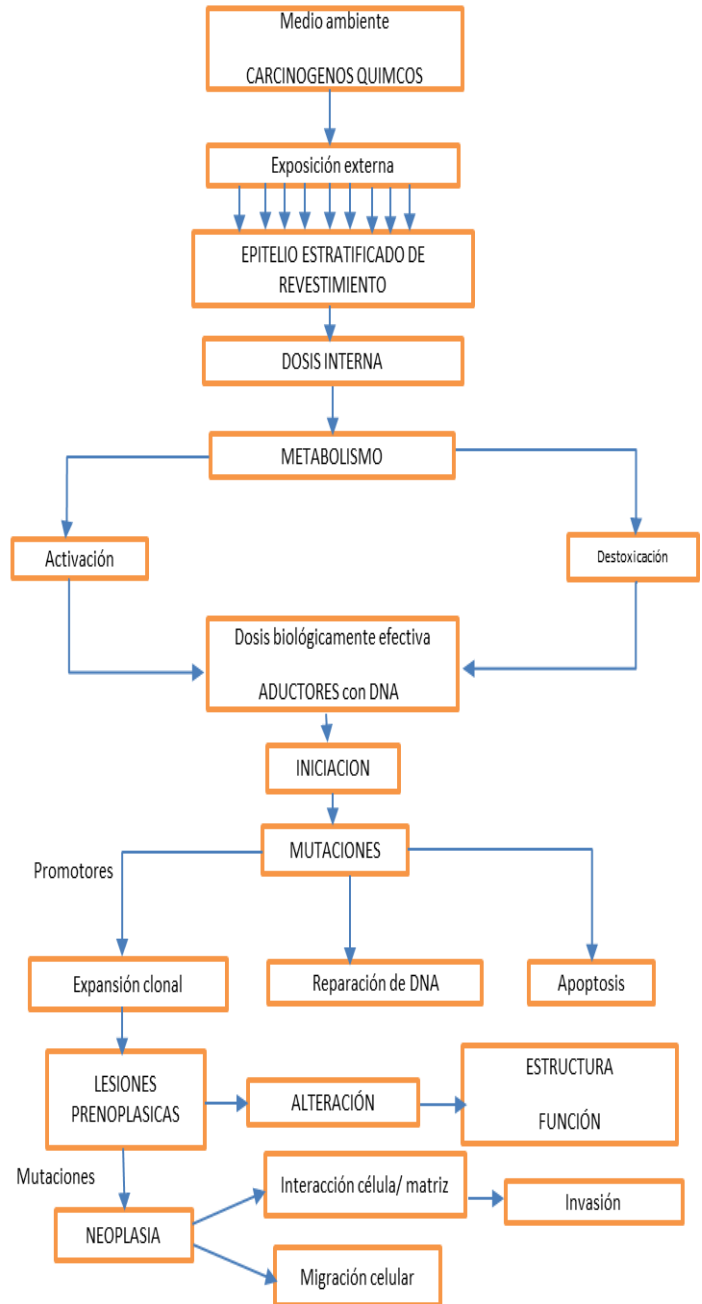 Medio ambiente
CARCINOGENOS QUIMCOS
Exposición externa
EPITELIO ESTRATIFICADO DE
REVESTIMIENTO
DOSIS INTERNA
METABOLISMO
Activación
Destoxicación
Dosis biológicamente efectiva
ADUCTORES con DNA
INICIACION
MUTACIONES
Promotores
Expansión clonal
Reparación de DNA
Apoptosis
LESIONES
PRENOPLASICAS
ALTERACIÓN
ESTRUCTURA
FUNCIÓN
Mutaciones
Interacción célula/ matriz
Invasión
NEOPLASIA
Migración celular